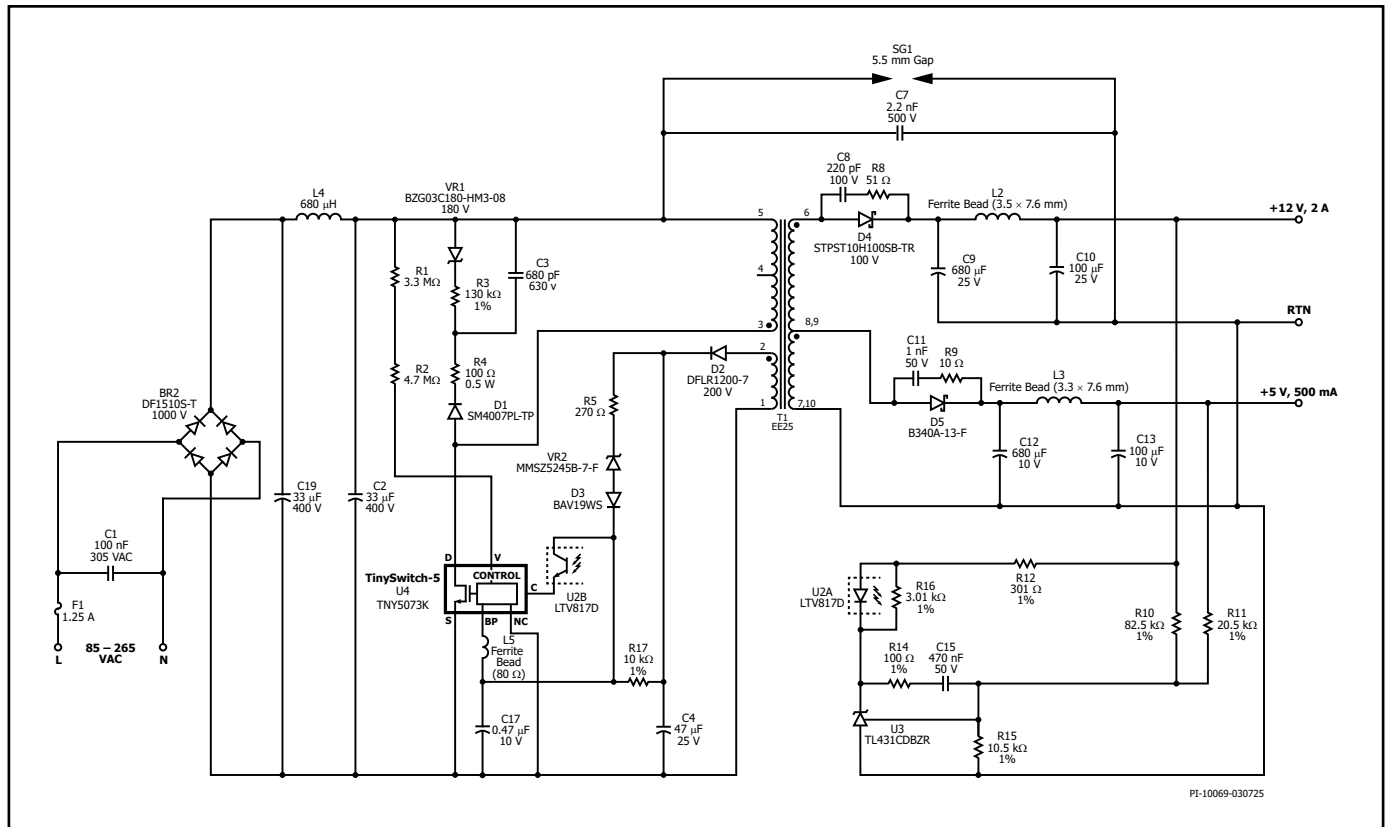 SG1
5.5 mm Gap
C7
2.2 nF
500 V
C8
220 pF
100 V
R8
51 Ω
L4
680 µH
VR1
BZG03C180-HM3-08
180 V
5
6
L2
Ferrite Bead (3.5 × 7.6 mm)
+12 V, 2 A
D4
STPST10H100SB-TR
100 V
R1
3.3 MΩ
R3
130 kΩ
1%
C3
680 pF
630 v
4
C9
680 µF
25 V
C10
100 µF
25 V
3
8,9
RTN
R2
4.7 MΩ
R4
100 Ω
0.5 W
2
D2
DFLR1200-7
200 V
C11
1 nF
50 V
R9
10 Ω
L3
Ferrite Bead (3.3 × 7.6 mm)
BR2
DF1510S-T
1000 V
D1
SM4007PL-TP
R5
270 Ω
1
7,10
T1
EE25
D5
B340A-13-F
+5 V, 500 mA
VR2
MMSZ5245B-7-F
C12
680 µF
10 V
C13
100 µF
10 V
C19
33 µF
400 V
C2
33 µF
400 V
D3
BAV19WS
C1
100 nF
305 VAC
D
V
TinySwitch-5
U4
TNY5073K
CONTROL
C
U2B
LTV817D
S
BP
NC
F1
1.25 A
L
85 – 265
VAC
N
L5
Ferrite
Bead
(80 Ω)
R17
10 kΩ
1%
C17
0.47 µF
10 V
C4
47 µF
25 V
U2A
LTV817D
R16
3.01 kΩ
1%
R12
301 Ω
1%
R10
82.5 kΩ
1%
R11
20.5 kΩ
1%
R14
100 Ω
1%
C15
470 nF
50 V
U3
TL431CDBZR
R15
10.5 kΩ
1%
PI-10069-030725